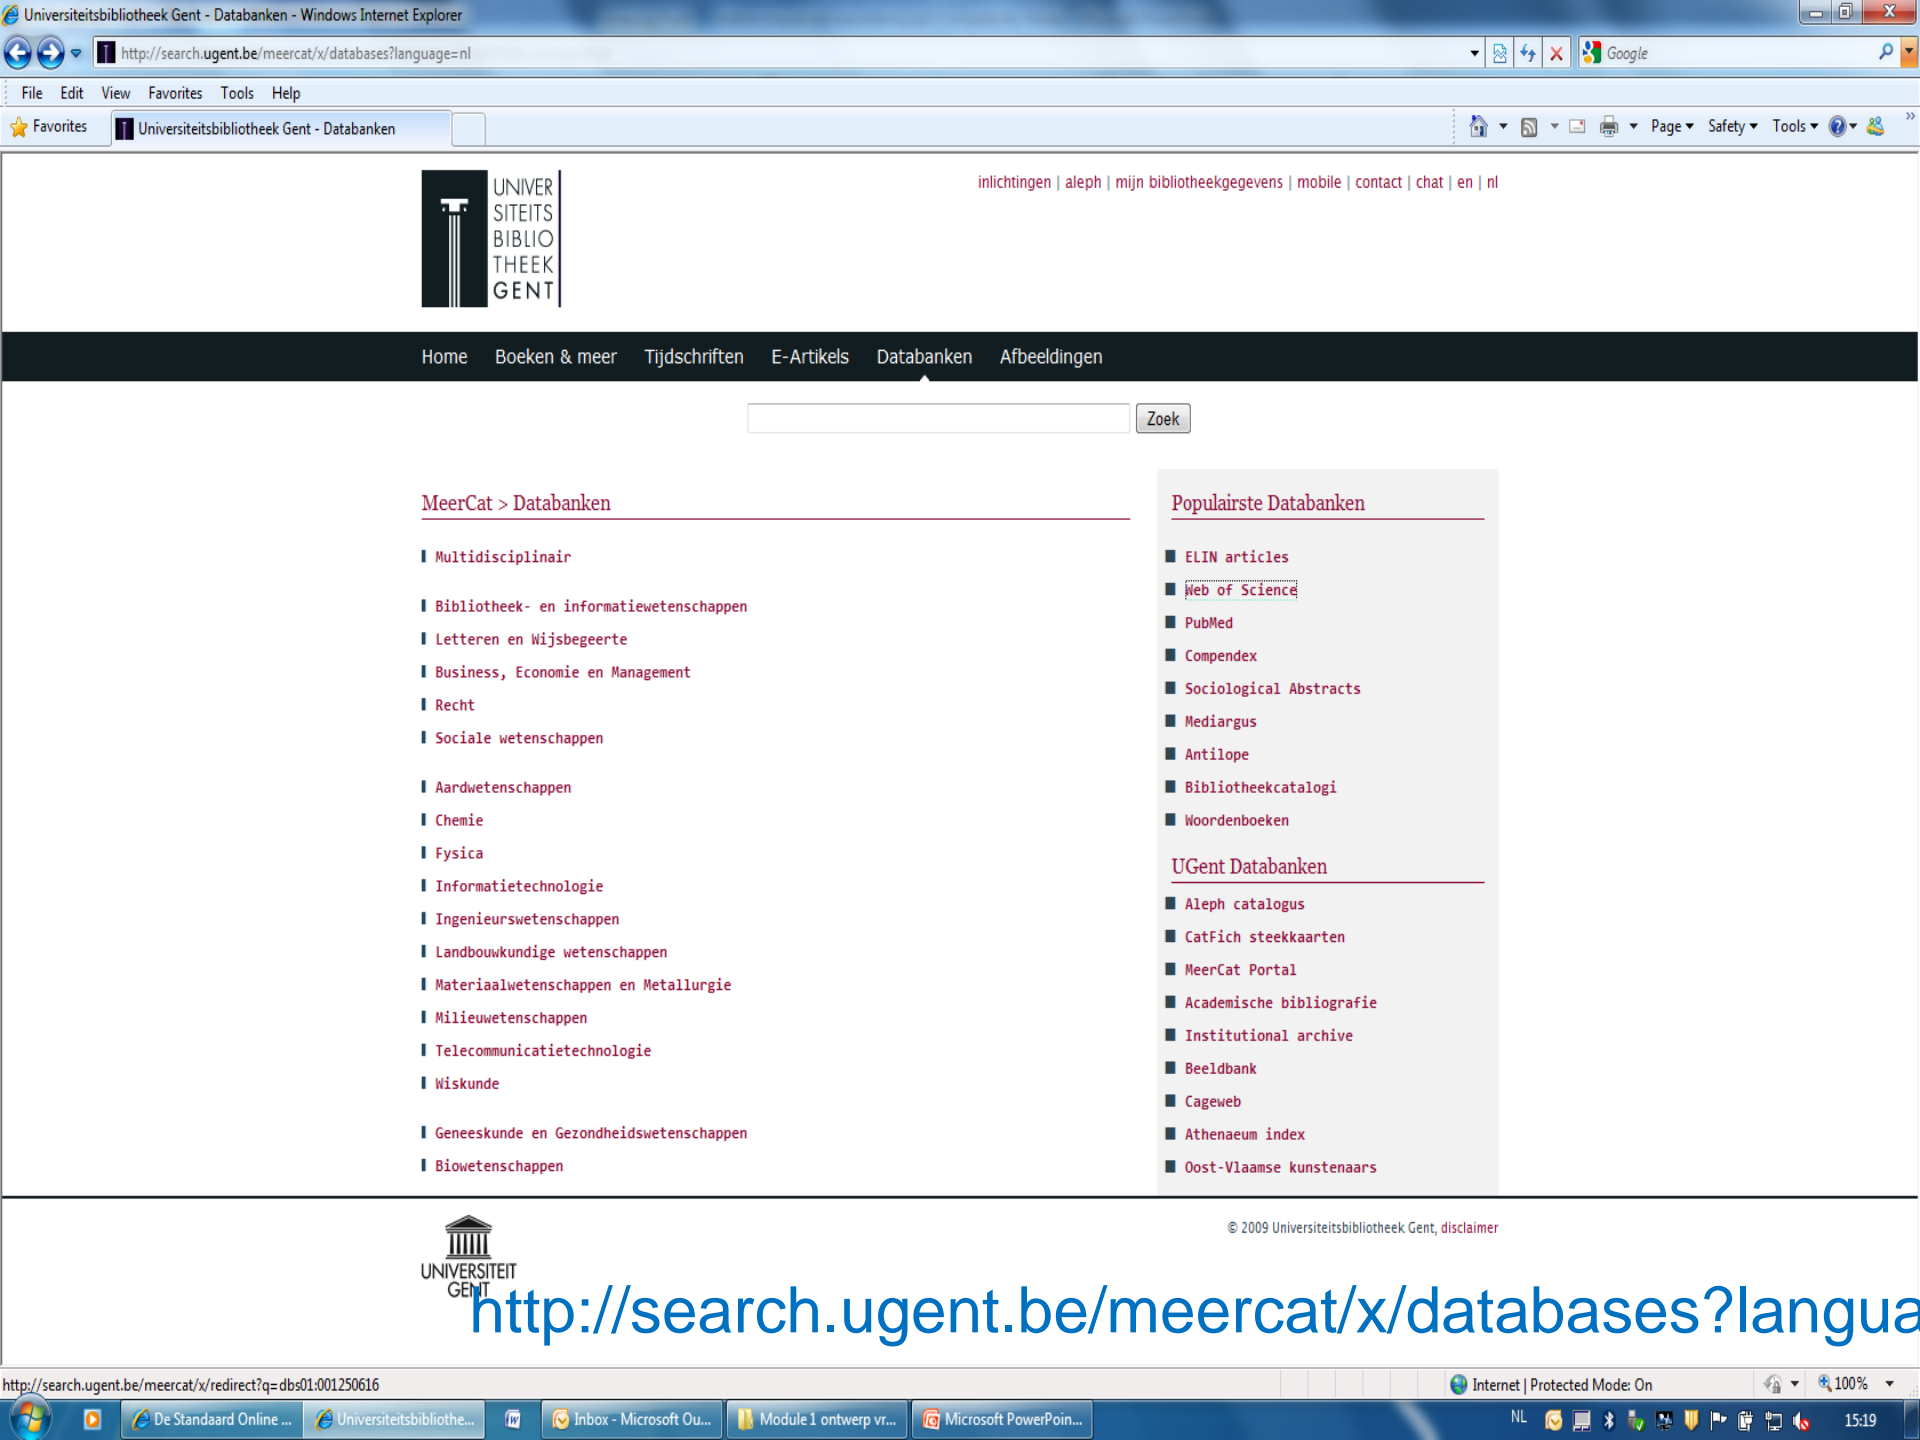 Universiteitsbibliotheek Gent - Databanken - Windows Internet Explorer
http://search.ugent.be/meercat/x/databases?language=nl
Google
File Edit View Favorites Tools Help
Favorites
Universiteitsbibliotheek Gent - Databanken
Page Safety Tools
UNIVER
SITEITS
BIBLIO
THEEK
GENT
inlichtingen | aleph | mijn bibliotheekgegevens | mobile | contact | chat | en | nl
Home Boeken & meer Tijdschriften E-Artikels Databanken Afbeeldingen
Zoek
MeerCat > Databanken
Multidisciplinair
Bibliotheek- en informatiewetenschappen
Letteren en Wijsbegeerte
Business, Economie en Management
Recht
Sociale wetenschappen
Aardwetenschappen
Chemie
Fysica
Informatietechnologie
Ingenieurswetenschappen
Landbouwkundige wetenschappen
Materiaalwetenschappen en Metallurgie
Milieuwetenschappen
Telecommunicatietechnologie
Wiskunde
Geneeskunde en Gezondheidswetenschappen
Biowetenschappen
Populairste Databanken
ELIN articles
Web of Science
PubMed
Compendex
Sociological Abstracts
Mediargus
Antilope
Bibliotheekcatalogi
Woordenboeken
UGent Databanken
Aleph catalogus
CatFich steekkaarten
MeerCat Portal
Academische bibliografie
Institutional archive
Beeldbank
Cageweb
Athenaeum index
Oost-Vlaamse kunstenaars
© 2009 Universiteitsbibliotheek Gent, disclaimer
UNIVERSITEIT
GENT
http://search.ugent.be/meercat/x/databases?langua
http://search.ugent.be/meercat/x/redirect?q=dbs01:001250616
Internet | Protected Mode: On
100%
De Standaard Online ...
Universiteitsbibliothe...
Inbox - Microsoft Ou...
Module 1 ontwerp vr...
Microsoft PowerPoin...
NL
15:19